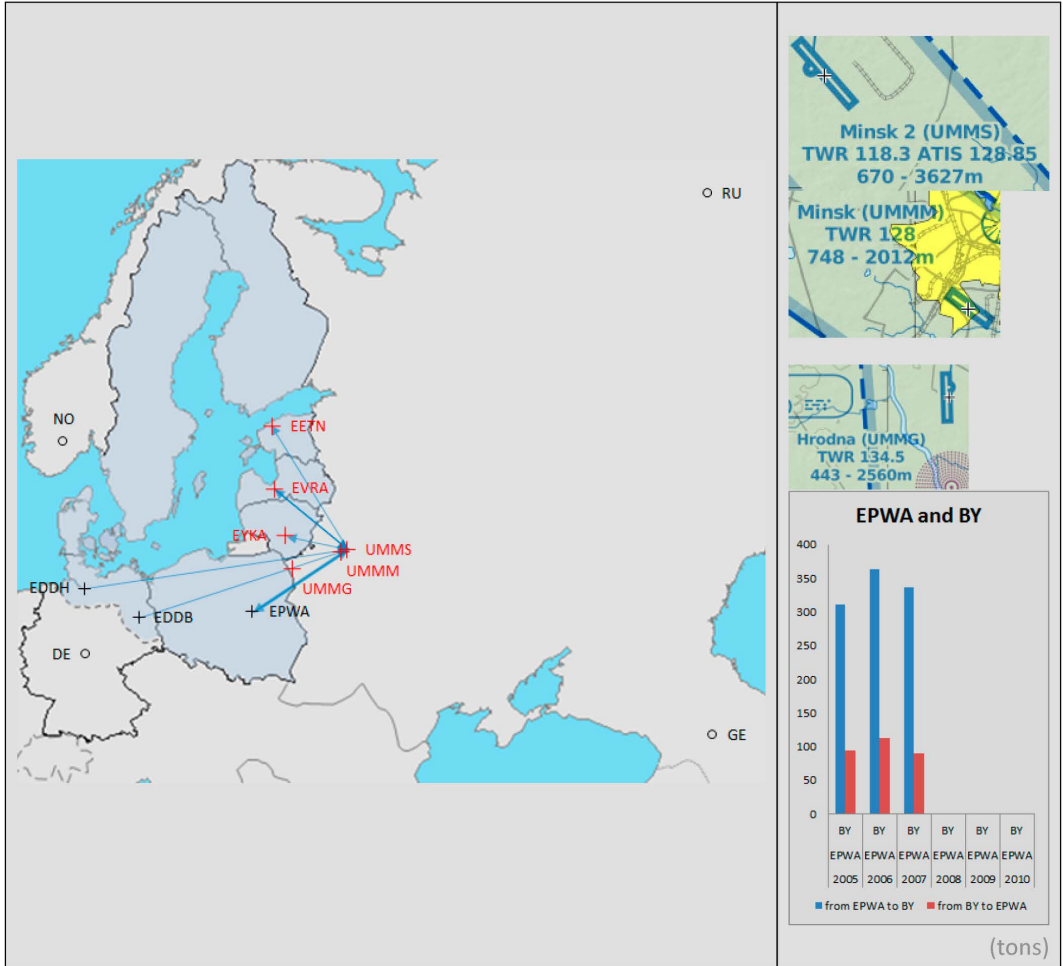 RU
NO
EETN
EVRA
EYKA
UMMS
UMMM
UMMG
EDDH
EDDB
EPWA
DE
GE
Minsk 2 (UMMS)
TWR 118.3 ATIS 128.85
670 - 3627m
Minsk (UMMM)
TWR 128
748 - 2012m
Hrodna (UMMG)
TWR 134.5
443 - 2560m
EPWA and BY
400
350
300
250
200
150
100
50
0
BY BY BY BY BY BY
EPWA EPWA EPWA EPWA EPWA EPWA
2005 2006 2007 2008 2009 2010
from EPWA to BY from BY to EPWA
(tons)